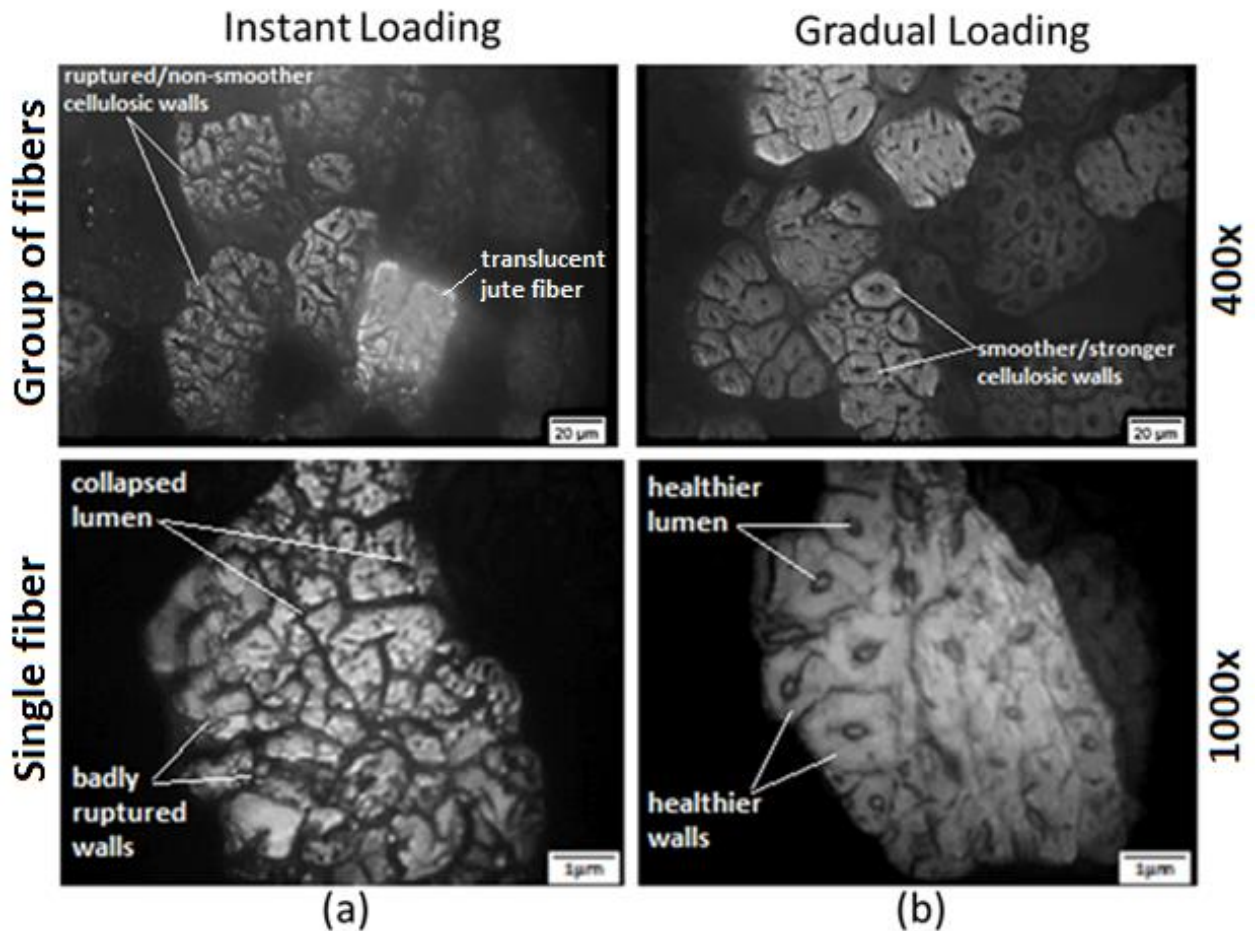 Instant Loading
Gradual Loading
Group of fibers
ruptured/non-smoother
cellulosic walls
translucent
jute fiber
20 µm
smoother/stronger
cellulosic walls
20 µm
400x
Single fiber
collapsed
lumen
badly
ruptured
walls
1µm
healthier
lumen
healthier
walls
1µm
1000x
(a)
(b)